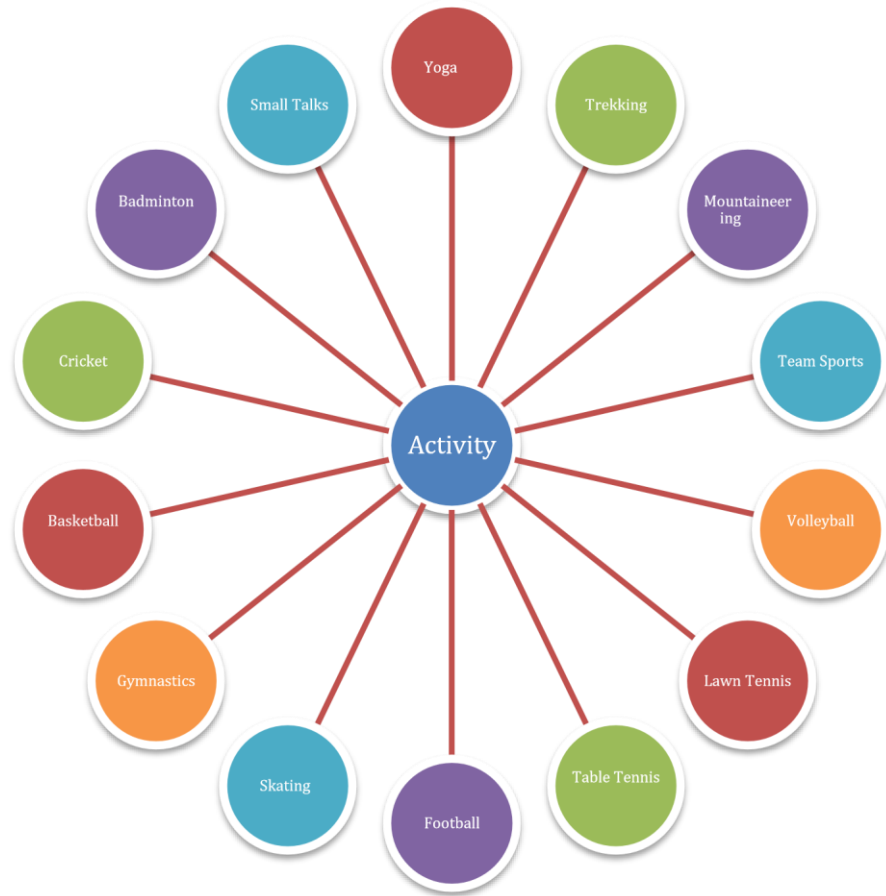 Yoga
Trekking
Mountaineer
ing
Team Sports
Volleyball
Lawn Tennis
Table Tennis
Football
Skating
Gymnastics
Basketball
Cricket
Badminton
Small Talks
Activity